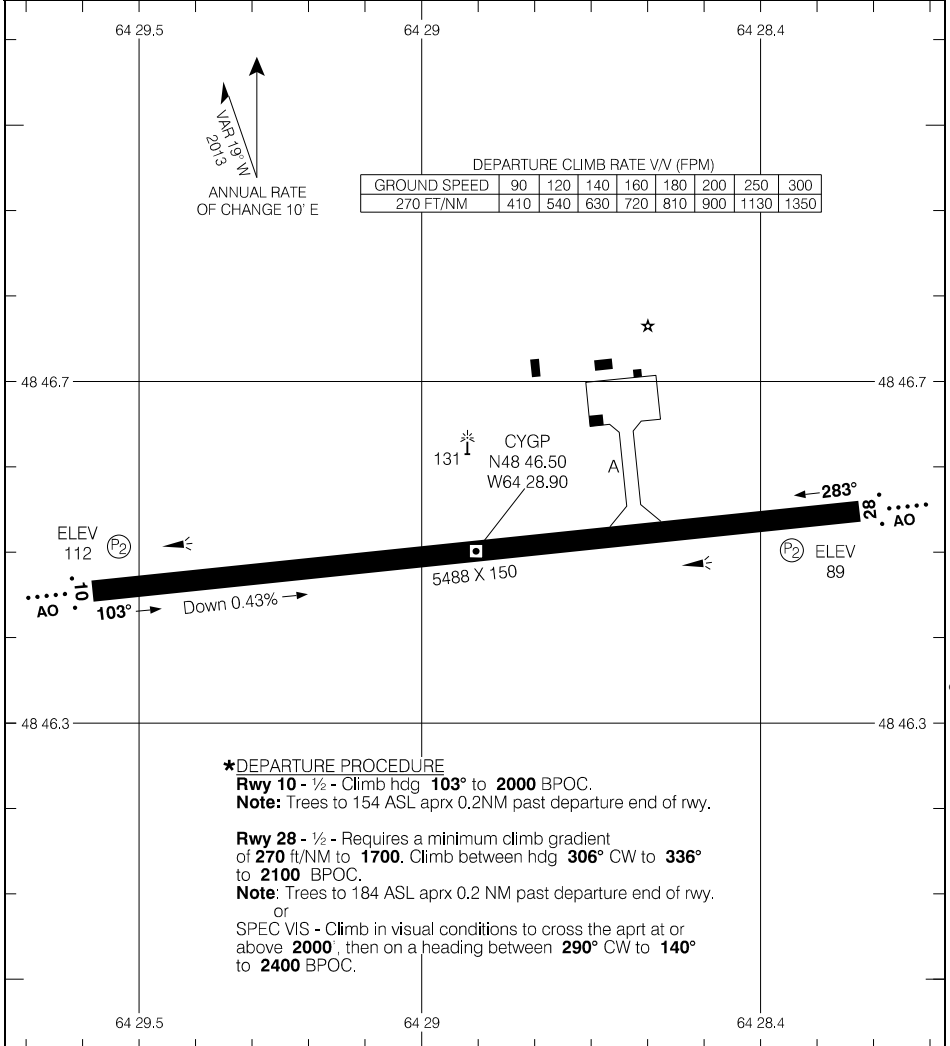 64 29.5 64 29 64 28.4
VAR 19° W
2013
ANNUAL RATE
OF CHANGE 10' E
DEPARTURE CLIMB RATE V/V (FPM)
GROUND SPEED 90 120 140 160 180 200 250 300
270 FT/NM 410 540 630 720 810 900 1130 1350
48 46.7 48 46.7
131
CYGP
N48 46.50
W64 28.90
A
283°
28
AO
ELEV
112
P2
P2
ELEV
89
5488 X 150
10
AO
103°
Down 0.43%
48 46.3 48 46.3
*DEPARTURE PROCEDURE
Rwy 10 - ½ - Climb hdg 103° to 2000 BPOC.
Note: Trees to 154 ASL aprx 0.2NM past departure end of rwy.
Rwy 28 - ½ - Requires a minimum climb gradient
of 270 ft/NM to 1700. Climb between hdg 306° CW to 336°
to 2100 BPOC.
Note: Trees to 184 ASL aprx 0.2 NM past departure end of rwy.
or
SPEC VIS - Climb in visual conditions to cross the aprt at or
above 2000', then on a heading between 290° CW to 140°
to 2400 BPOC.
64 29.5 64 29 64 28.4